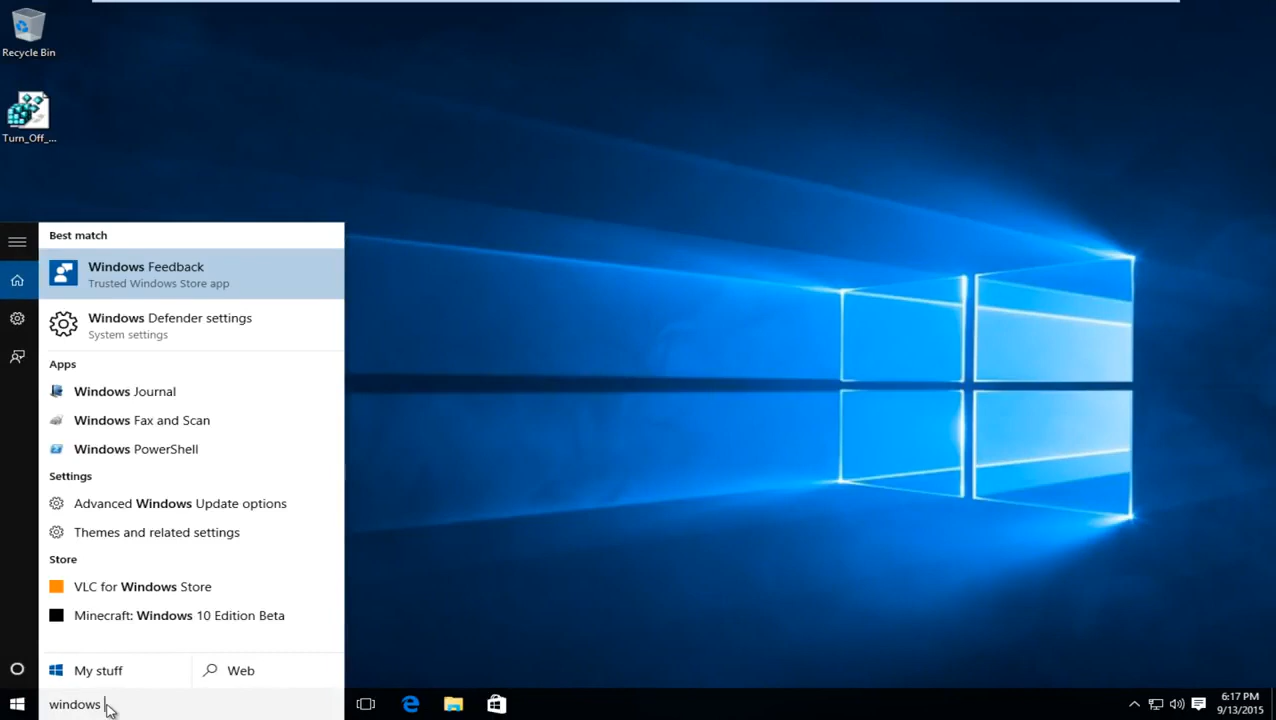 Recycle Bin
Turn_Off_...
Best match
Windows Feedback
Trusted Windows Store app
Windows Defender settings
System settings
Apps
Windows Journal
Windows Fax and Scan
Windows PowerShell
Settings
Advanced Windows Update options
Themes and related settings
Store
VLC for Windows Store
Minecraft: Windows 10 Edition Beta
My stuff
Web
windows
6:17 PM
9/13/2015